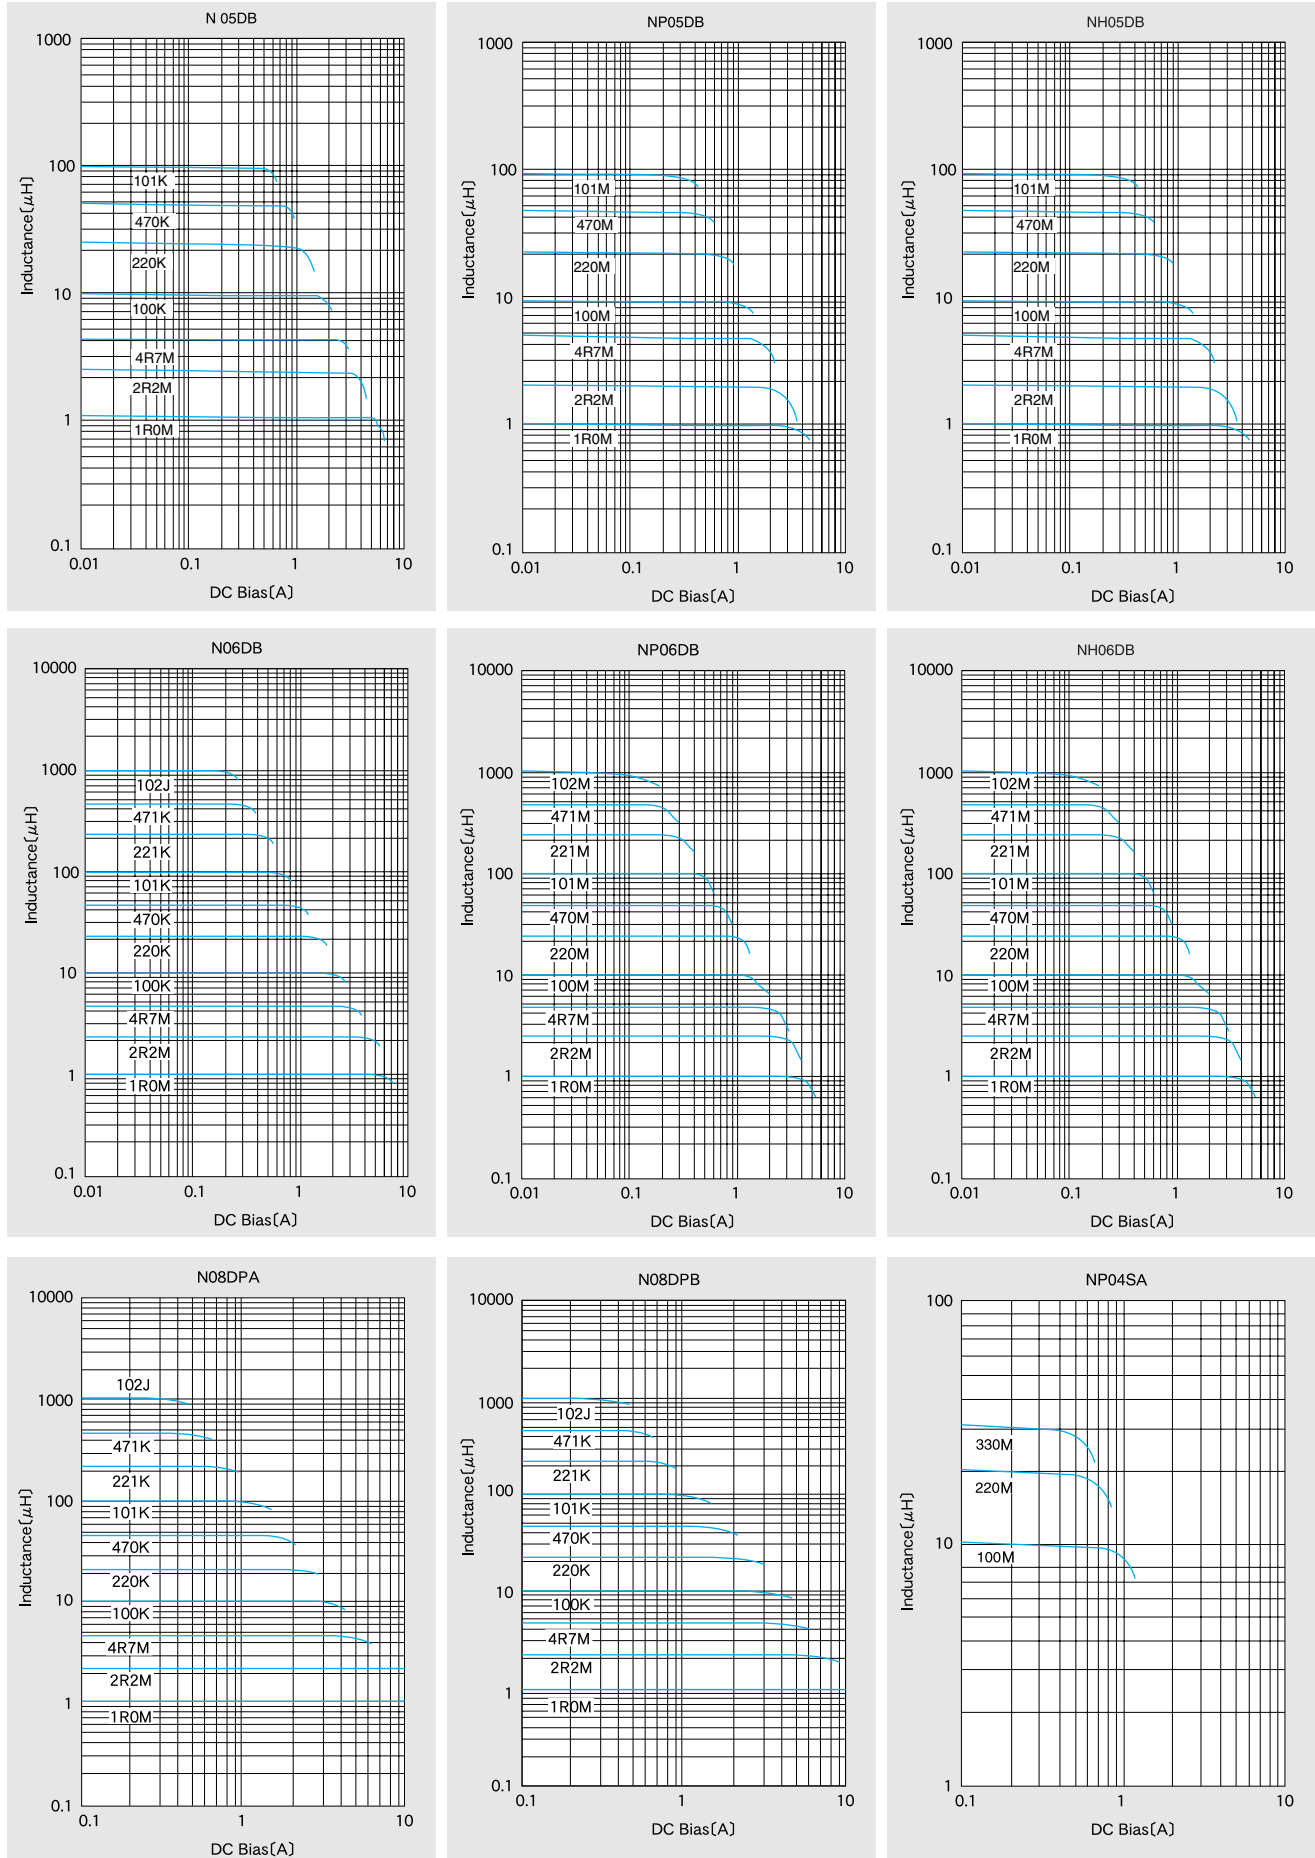 N 05DB
1000
100
10
1
0.1
Inductance[μH]
101K
470K
220K
100K
4R7M
2R2M
1R0M
0.01
0.1
1
10
DC Bias[A]
NP05DB
1000
100
10
1
0.1
Inductance[μH]
101M
470M
220M
100M
4R7M
2R2M
1R0M
0.01
0.1
1
10
DC Bias[A]
NH05DB
1000
100
10
1
0.1
Inductance[μH]
101M
470M
220M
100M
4R7M
2R2M
1R0M
0.01
0.1
1
10
DC Bias[A]
N06DB
10000
1000
100
10
1
0.1
Inductance[μH]
102J
471K
221K
101K
470K
220K
100K
4R7M
2R2M
1R0M
0.01
0.1
1
10
DC Bias[A]
NP06DB
10000
1000
100
10
1
0.1
Inductance[μH]
102M
471M
221M
101M
470M
220M
100M
4R7M
2R2M
1R0M
0.01
0.1
1
10
DC Bias[A]
NH06DB
10000
1000
100
10
1
0.1
Inductance[μH]
102M
471M
221M
101M
470M
220M
100M
4R7M
2R2M
1R0M
0.01
0.1
1
10
DC Bias[A]
N08DPA
10000
1000
100
10
1
0.1
Inductance[μH]
102J
471K
221K
101K
470K
220K
100K
4R7M
2R2M
1R0M
0.1
1
10
DC Bias[A]
N08DPB
10000
1000
100
10
1
0.1
Inductance[μH]
102J
471K
221K
101K
470K
220K
100K
4R7M
2R2M
1R0M
0.1
1
10
DC Bias[A]
NP04SA
100
10
1
Inductance[μH]
330M
220M
100M
0.1
1
10
DC Bias[A]